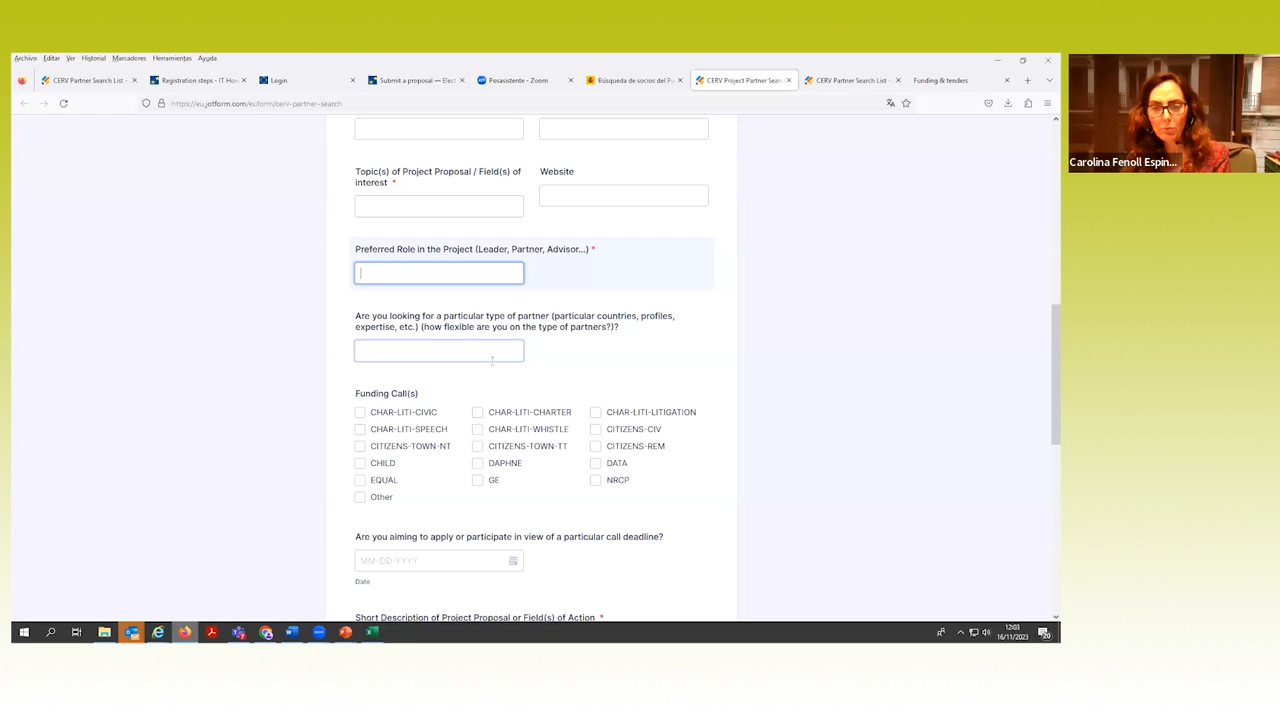 Archivo Editar Ver Historial Marcadores Herramientas Ayuda
CERV Partner Search List - Registration steps - IT Ho Login Submit a proposal — Elect Posasistente - Zoom Búsqueda de socios del Po CERV Project Partner Sear CERV Partner Search List - Funding & tenders
https://eu.jotform.com/euform/cerv-partner-search
Carolina Fenoll Espin...
Topic(s) of Project Proposal / Field(s) of
interest *
Website
Preferred Role in the Project (Leader, Partner, Advisor...) *
Are you looking for a particular type of partner (particular countries, profiles,
expertise, etc.) (how flexible are you on the type of partners?)?
Funding Call(s)
CHAR-LITI-CIVIC CHAR-LITI-CHARTER CHAR-LITI-LITIGATION
CHAR-LITI-SPEECH CHAR-LITI-WHISTLE CITIZENS-CIV
CITIZENS-TOWN-NT CITIZENS-TOWN-TT CITIZENS-REM
CHILD DAPHNE DATA
EQUAL GE NRCP
Other
Are you aiming to apply or participate in view of a particular call deadline?
MM-DD-YYYY
Date
Short Description of Project Proposal or Field(s) of Action *
12:03
16/11/2023
20